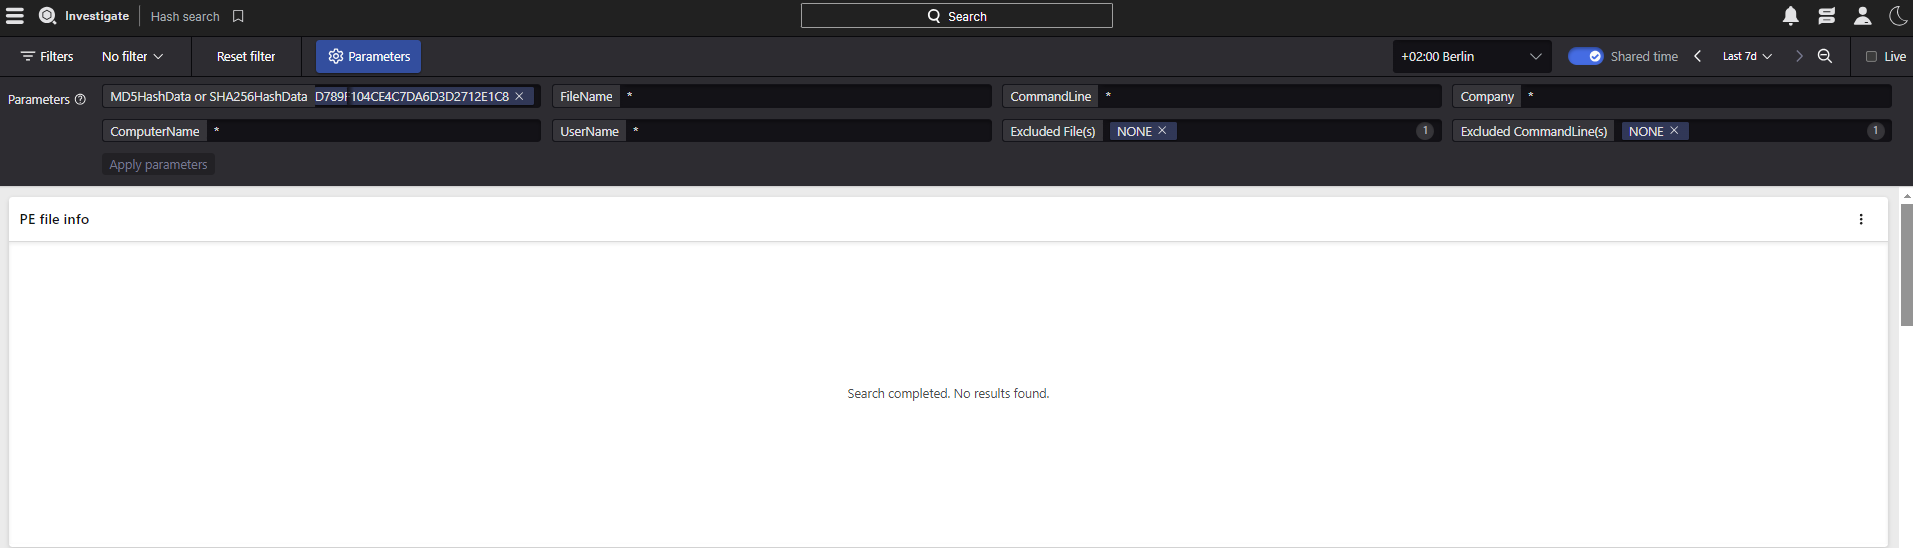 Investigate Hash search Search
Filters No filter Reset filter Parameters +02:00 Berlin Shared time Last 7d Live
Parameters MD5HashData or SHA256HashData 104CE4C7DA6D3D2712E1C8 FileName * CommandLine * Company *
ComputerName * UserName * Excluded File(s) NONE 1 Excluded CommandLine(s) NONE 1
Apply parameters
PE file info
Search completed. No results found.